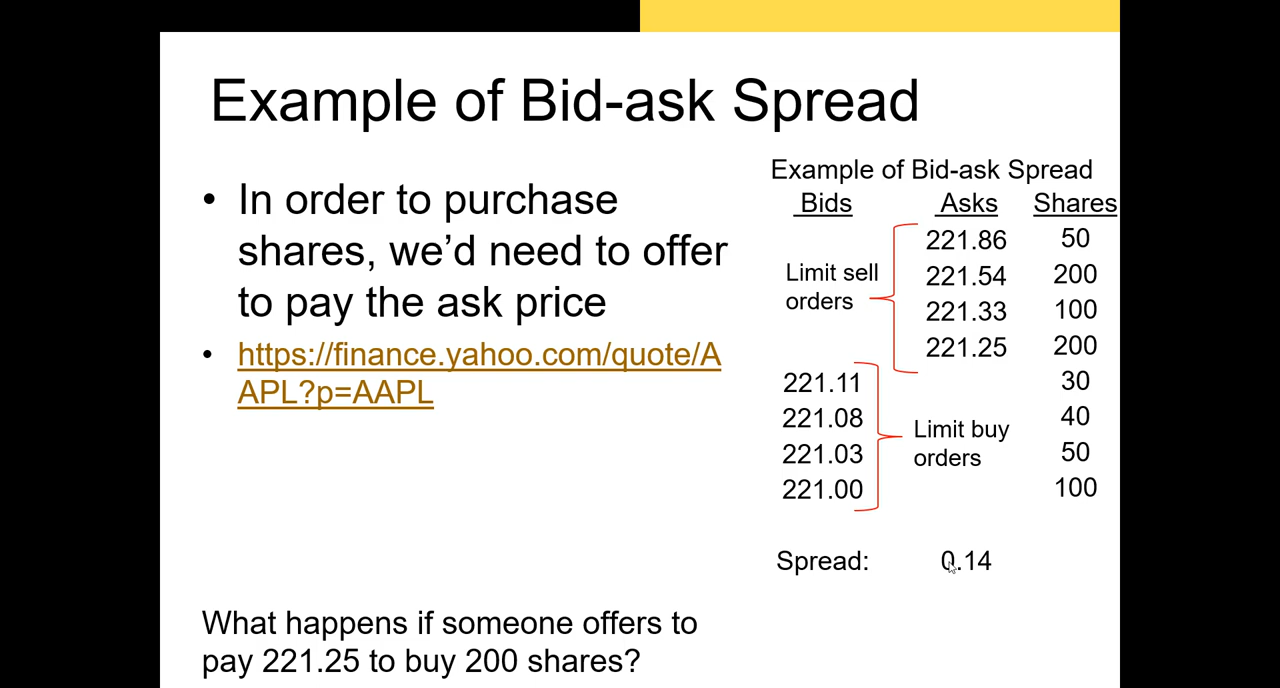 Example of Bid-ask Spread
• In order to purchase
shares, we’d need to offer
to pay the ask price
• https://finance.yahoo.com/quote/A
APL?p=AAPL
What happens if someone offers to
pay 221.25 to buy 200 shares?
Example of Bid-ask Spread
Bids Asks Shares
221.86 50
Limit sell
orders
221.54 200
221.33 100
221.25 200
221.11 30
221.08 40
Limit buy
orders
221.03 50
221.00 100
Spread: 0.14